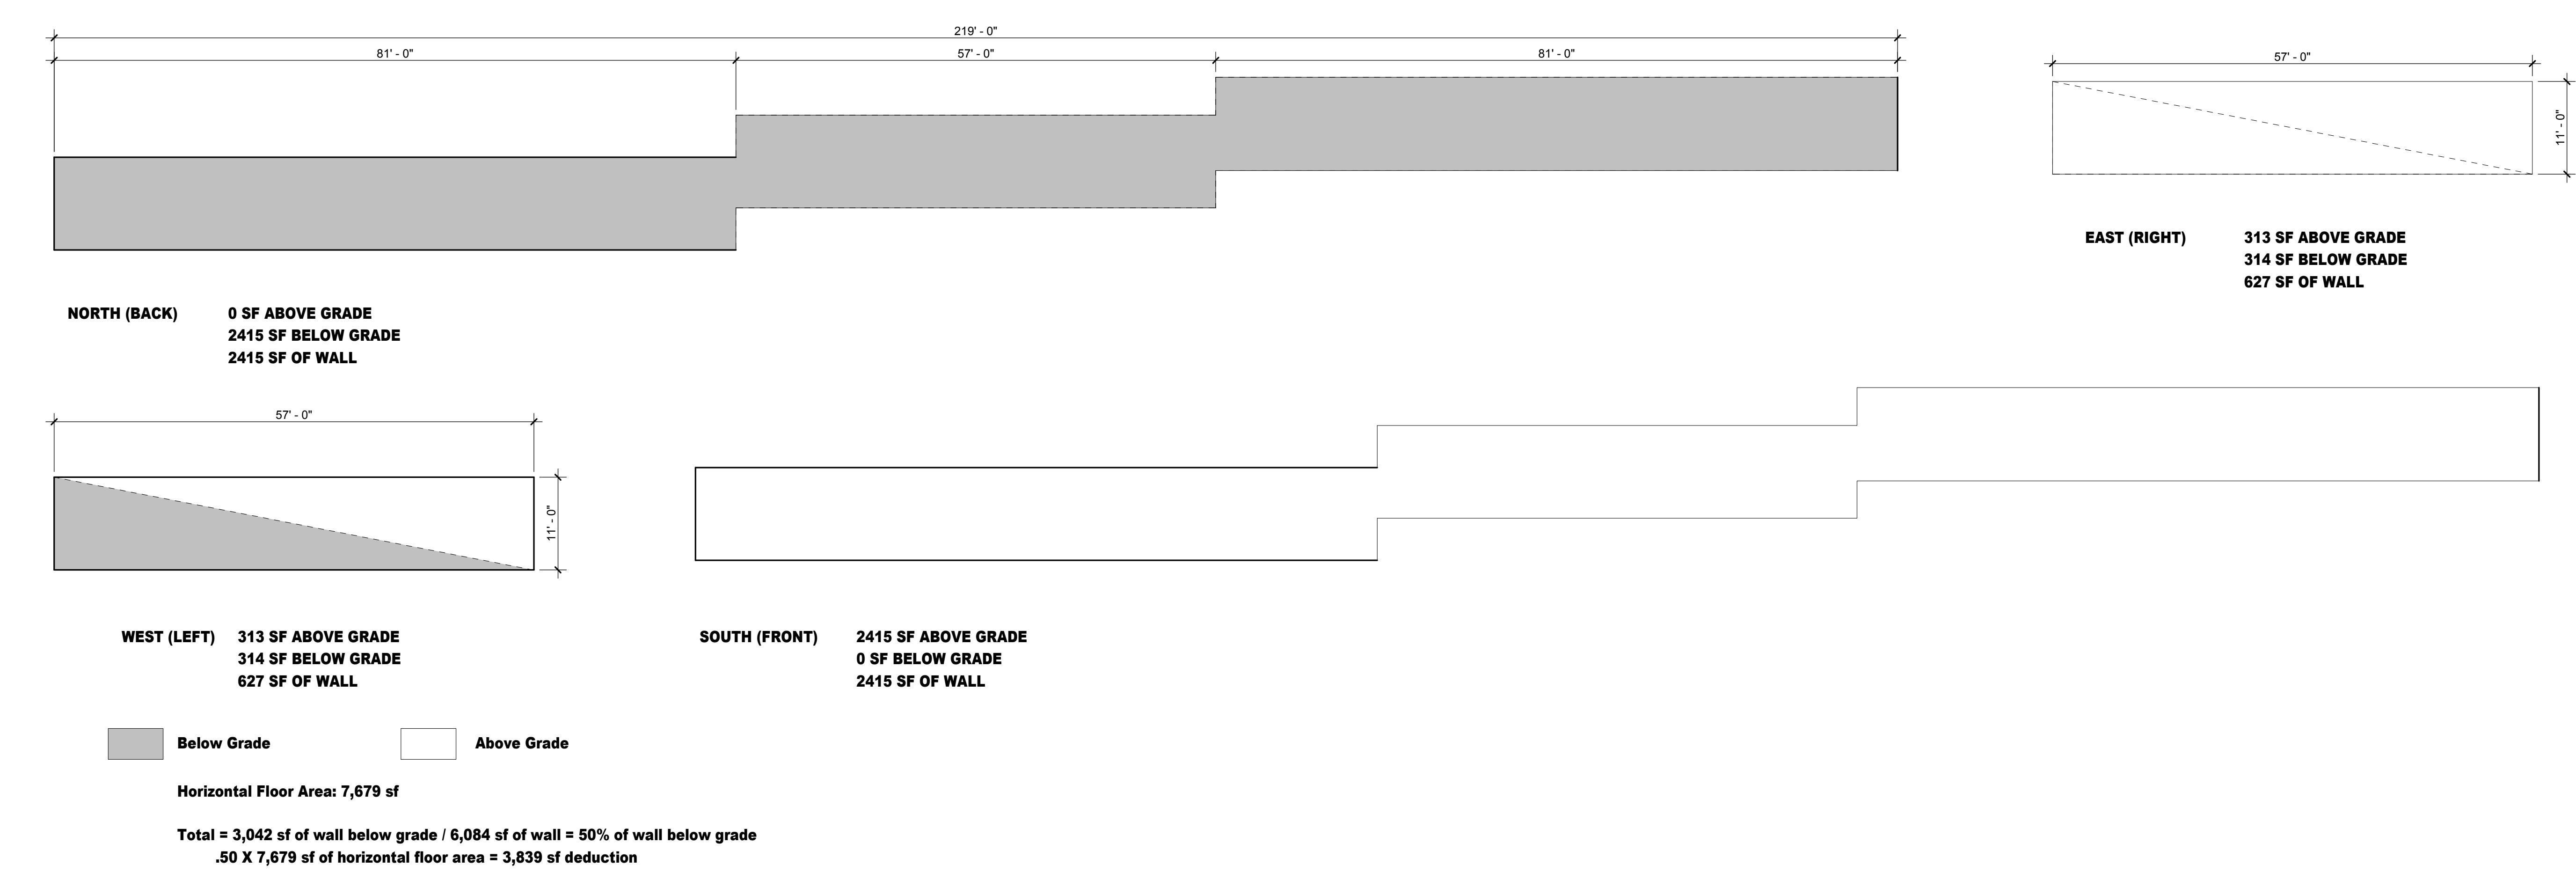 219' - 0"
81' - 0"
57' - 0"
81' - 0"
57' - 0"
11' - 0"
EAST (RIGHT) 313 SF ABOVE GRADE
314 SF BELOW GRADE
627 SF OF WALL
NORTH (BACK) 0 SF ABOVE GRADE
2415 SF BELOW GRADE
2415 SF OF WALL
57' - 0"
11' - 0"
WEST (LEFT) 313 SF ABOVE GRADE
314 SF BELOW GRADE
627 SF OF WALL
SOUTH (FRONT) 2415 SF ABOVE GRADE
0 SF BELOW GRADE
2415 SF OF WALL
Below Grade
Above Grade
Horizontal Floor Area: 7,679 sf
Total = 3,042 sf of wall below grade / 6,084 sf of wall = 50% of wall below grade
.50 X 7,679 sf of horizontal floor area = 3,839 sf deduction